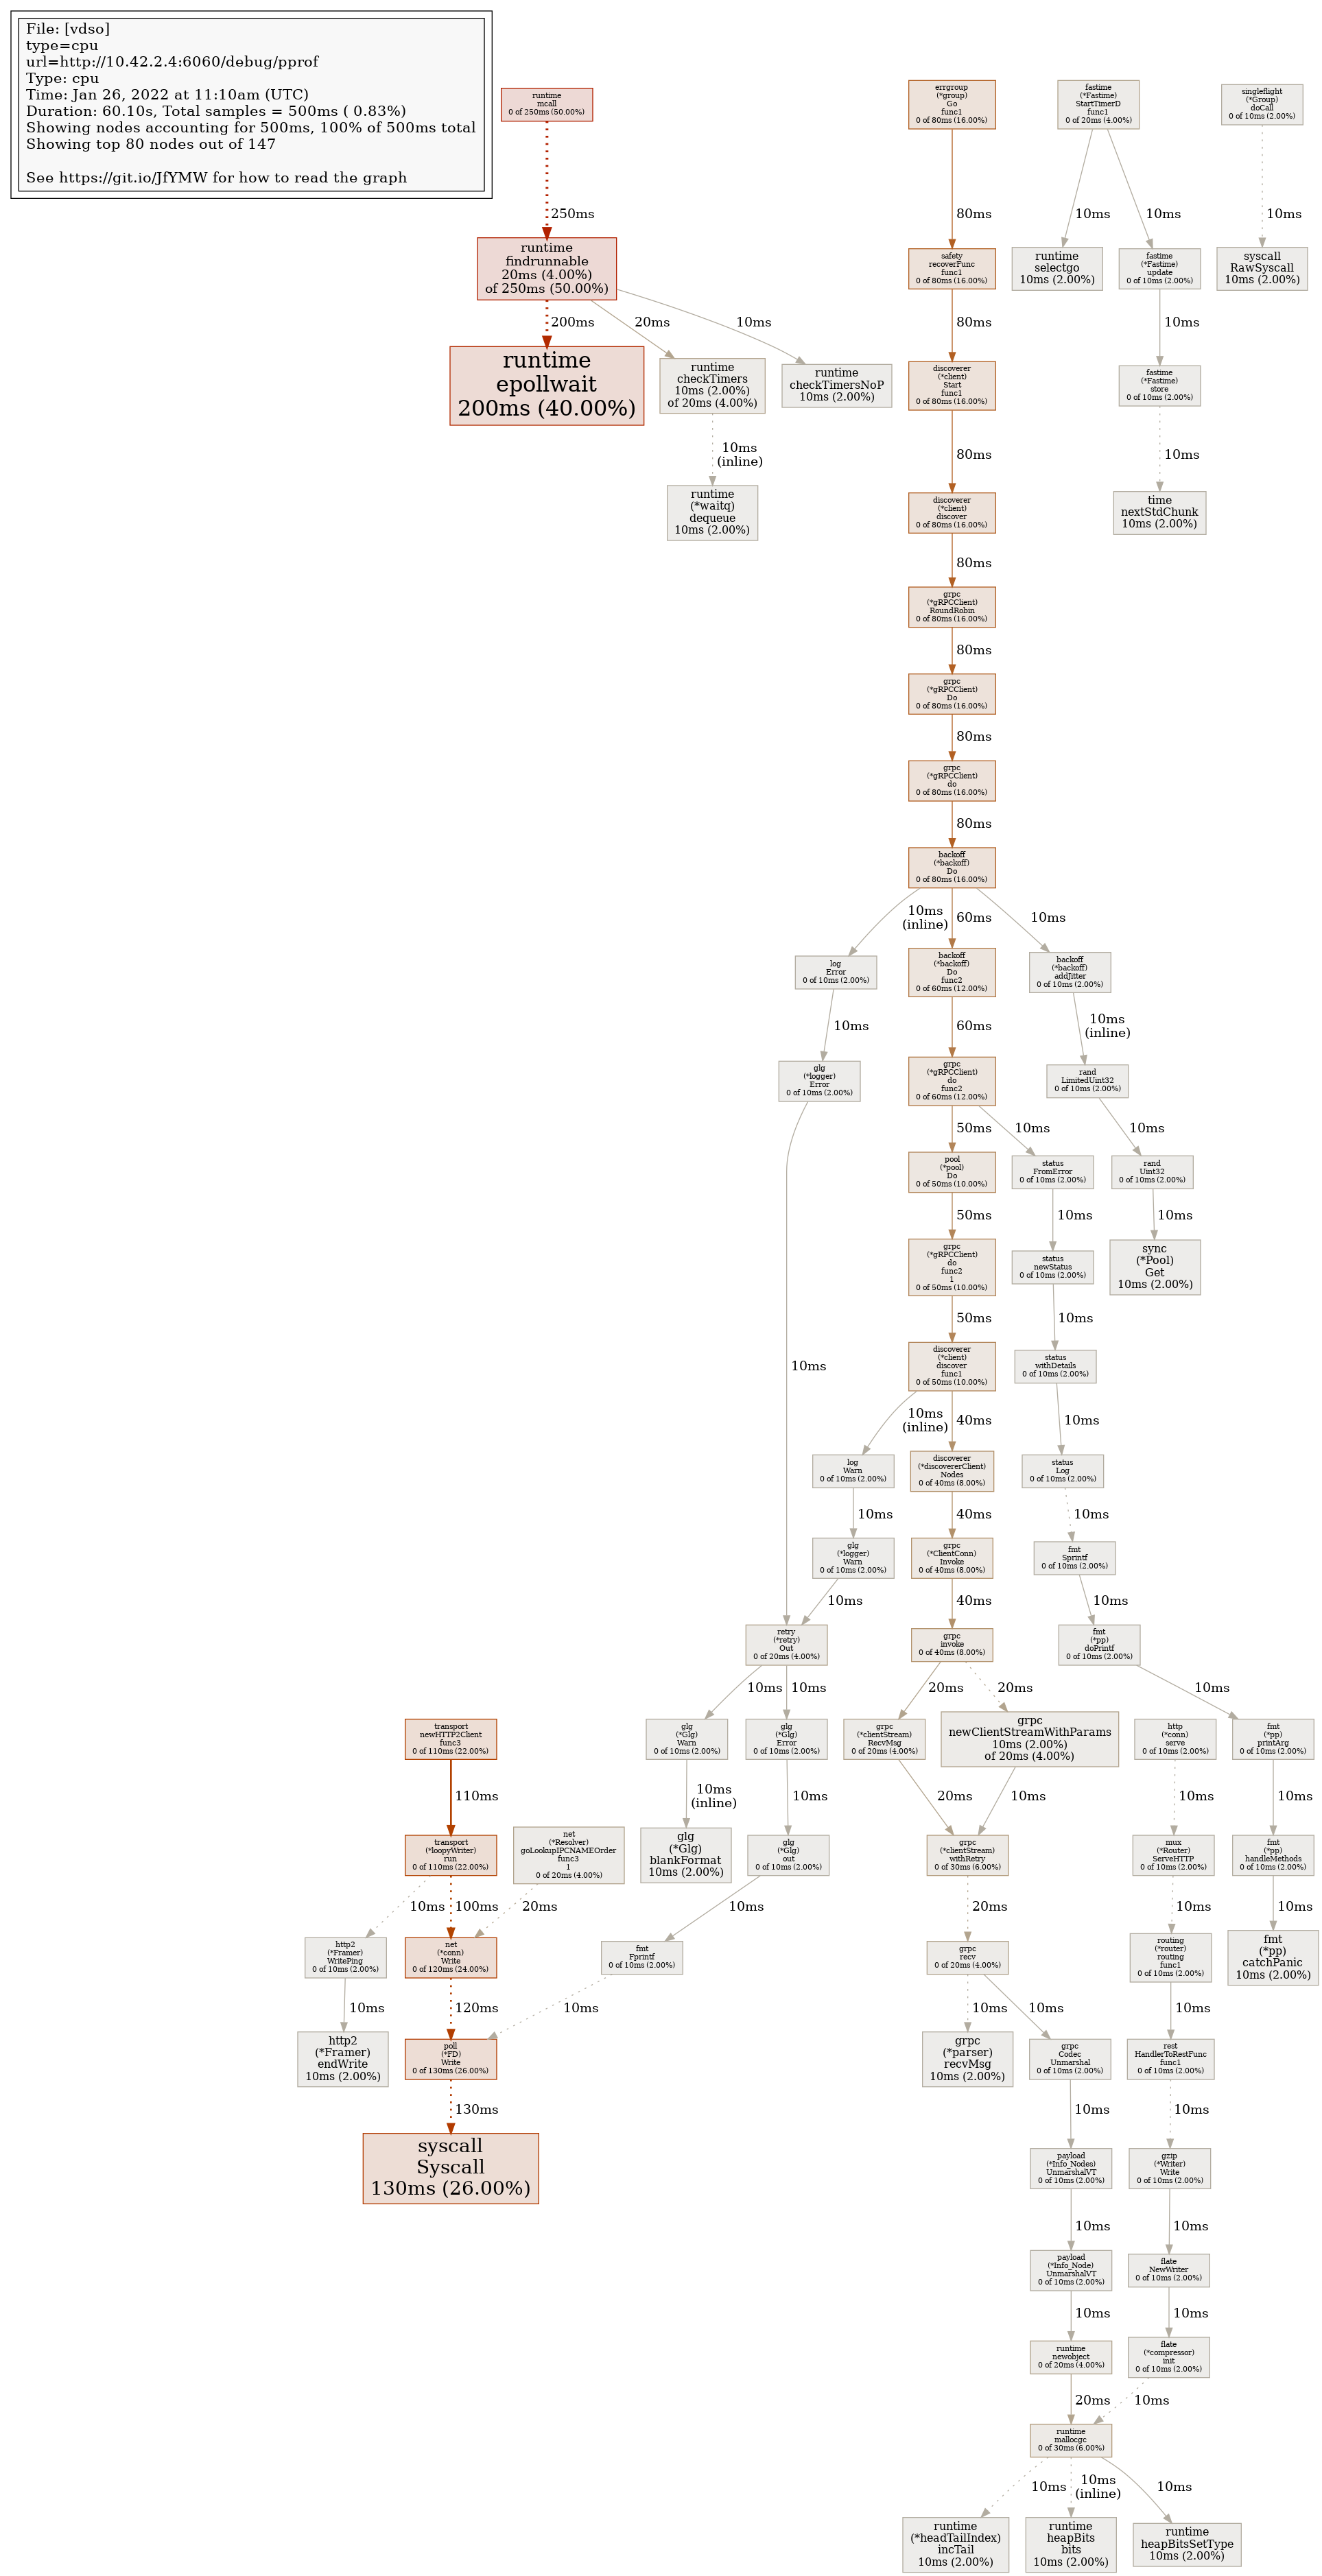 File: [vdso]
type=cpu
url=http://10.42.2.4:6060/debug/pprof
Type: cpu
Time: Jan 26, 2022 at 11:10am (UTC)
Duration: 60.10s, Total samples = 500ms ( 0.83%)
Showing nodes accounting for 500ms, 100% of 500ms total
Showing top 80 nodes out of 147
See https://git.io/JfYMW for how to read the graph
runtime
mcall
0 of 250ms (50.00%)
errgroup
(*group)
Go
func1
0 of 80ms (16.00%)
fastime
(*Fastime)
StartTimerD
func1
0 of 20ms (4.00%)
singleflight
(*Group)
doCall
0 of 10ms (2.00%)
250ms
80ms
10ms
10ms
10ms
runtime
findrunnable
20ms (4.00%)
of 250ms (50.00%)
safety
recoverFunc
func1
0 of 80ms (16.00%)
runtime
selectgo
10ms (2.00%)
fastime
(*Fastime)
update
0 of 10ms (2.00%)
syscall
RawSyscall
10ms (2.00%)
200ms
20ms
10ms
80ms
10ms
runtime
epollwait
200ms (40.00%)
runtime
checkTimers
10ms (2.00%)
of 20ms (4.00%)
runtime
checkTimersNoP
10ms (2.00%)
discoverer
(*client)
Start
func1
0 of 80ms (16.00%)
fastime
(*Fastime)
store
0 of 10ms (2.00%)
10ms
(inline)
80ms
10ms
runtime
(*waitq)
dequeue
10ms (2.00%)
discoverer
(*client)
discover
0 of 80ms (16.00%)
time
nextStdChunk
10ms (2.00%)
80ms
grpc
(*gRPCClient)
RoundRobin
0 of 80ms (16.00%)
80ms
grpc
(*gRPCClient)
Do
0 of 80ms (16.00%)
80ms
grpc
(*gRPCClient)
do
0 of 80ms (16.00%)
80ms
backoff
(*backoff)
Do
0 of 80ms (16.00%)
10ms
(inline)
60ms
10ms
log
Error
0 of 10ms (2.00%)
backoff
(*backoff)
Do
func2
0 of 60ms (12.00%)
backoff
(*backoff)
addJitter
0 of 10ms (2.00%)
10ms
60ms
10ms
(inline)
glg
(*logger)
Error
0 of 10ms (2.00%)
grpc
(*gRPCClient)
do
func2
0 of 60ms (12.00%)
rand
LimitedUint32
0 of 10ms (2.00%)
50ms
10ms
10ms
pool
(*pool)
Do
0 of 50ms (10.00%)
status
FromError
0 of 10ms (2.00%)
rand
Uint32
0 of 10ms (2.00%)
50ms
10ms
10ms
grpc
(*gRPCClient)
do
func2
1
0 of 50ms (10.00%)
status
newStatus
0 of 10ms (2.00%)
sync
(*Pool)
Get
10ms (2.00%)
50ms
10ms
10ms
discoverer
(*client)
discover
func1
0 of 50ms (10.00%)
status
withDetails
0 of 10ms (2.00%)
10ms
(inline)
40ms
10ms
log
Warn
0 of 10ms (2.00%)
discoverer
(*discovererClient)
Nodes
0 of 40ms (8.00%)
status
Log
0 of 10ms (2.00%)
10ms
40ms
10ms
glg
(*logger)
Warn
0 of 10ms (2.00%)
grpc
(*ClientConn)
Invoke
0 of 40ms (8.00%)
fmt
Sprintf
0 of 10ms (2.00%)
10ms
40ms
10ms
retry
(*retry)
Out
0 of 20ms (4.00%)
grpc
invoke
0 of 40ms (8.00%)
fmt
(*pp)
doPrintf
0 of 10ms (2.00%)
10ms
10ms
20ms
20ms
10ms
transport
newHTTP2Client
func3
0 of 110ms (22.00%)
glg
(*Glg)
Warn
0 of 10ms (2.00%)
glg
(*Glg)
Error
0 of 10ms (2.00%)
grpc
(*clientStream)
RecvMsg
0 of 20ms (4.00%)
grpc
newClientStreamWithParams
10ms (2.00%)
of 20ms (4.00%)
http
(*conn)
serve
0 of 10ms (2.00%)
fmt
(*pp)
printArg
0 of 10ms (2.00%)
110ms
10ms
(inline)
10ms
20ms
10ms
10ms
10ms
transport
(*loopyWriter)
run
0 of 110ms (22.00%)
net
(*Resolver)
goLookupIPCNAMEOrder
func3
1
0 of 20ms (4.00%)
glg
(*Glg)
blankFormat
10ms (2.00%)
glg
(*Glg)
out
0 of 10ms (2.00%)
grpc
(*clientStream)
withRetry
0 of 30ms (6.00%)
mux
(*Router)
ServeHTTP
0 of 10ms (2.00%)
fmt
(*pp)
handleMethods
0 of 10ms (2.00%)
10ms
100ms
20ms
10ms
20ms
10ms
10ms
http2
(*Framer)
WritePing
0 of 10ms (2.00%)
net
(*conn)
Write
0 of 120ms (24.00%)
fmt
Fprintf
0 of 10ms (2.00%)
grpc
recv
0 of 20ms (4.00%)
routing
(*router)
routing
func1
0 of 10ms (2.00%)
fmt
(*pp)
catchPanic
10ms (2.00%)
10ms
120ms
10ms
10ms
10ms
10ms
http2
(*Framer)
endWrite
10ms (2.00%)
poll
(*FD)
Write
0 of 130ms (26.00%)
grpc
(*parser)
recvMsg
10ms (2.00%)
grpc
Codec
Unmarshal
0 of 10ms (2.00%)
rest
HandlerToRestFunc
func1
0 of 10ms (2.00%)
130ms
10ms
10ms
syscall
Syscall
130ms (26.00%)
payload
(*Info_Nodes)
UnmarshalVT
0 of 10ms (2.00%)
gzip
(*Writer)
Write
0 of 10ms (2.00%)
10ms
10ms
payload
(*Info_Node)
UnmarshalVT
0 of 10ms (2.00%)
flate
NewWriter
0 of 10ms (2.00%)
10ms
10ms
runtime
newobject
0 of 20ms (4.00%)
flate
(*compressor)
init
0 of 10ms (2.00%)
20ms
10ms
runtime
mallocgc
0 of 30ms (6.00%)
10ms
10ms
(inline)
10ms
runtime
(*headTailIndex)
incTail
10ms (2.00%)
runtime
heapBits
bits
10ms (2.00%)
runtime
heapBitsSetType
10ms (2.00%)